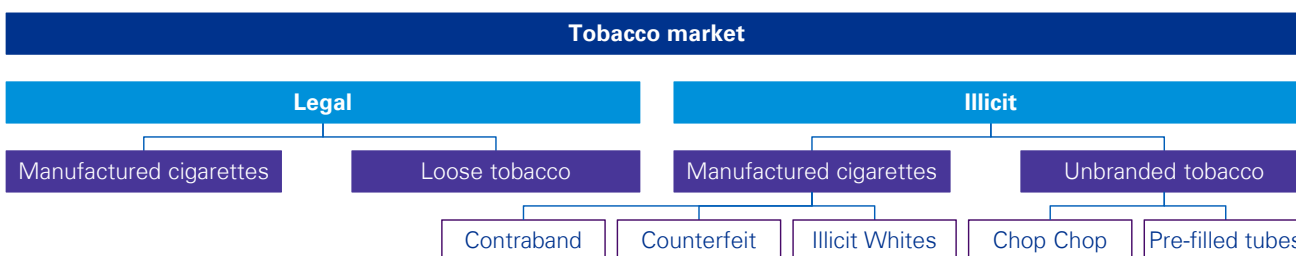 Tobacco market
Legal
Illicit
Manufactured cigarettes
Loose tobacco
Manufactured cigarettes
Unbranded tobacco
Contraband
Counterfeit
Illicit Whites
Chop Chop
Pre-filled tubes